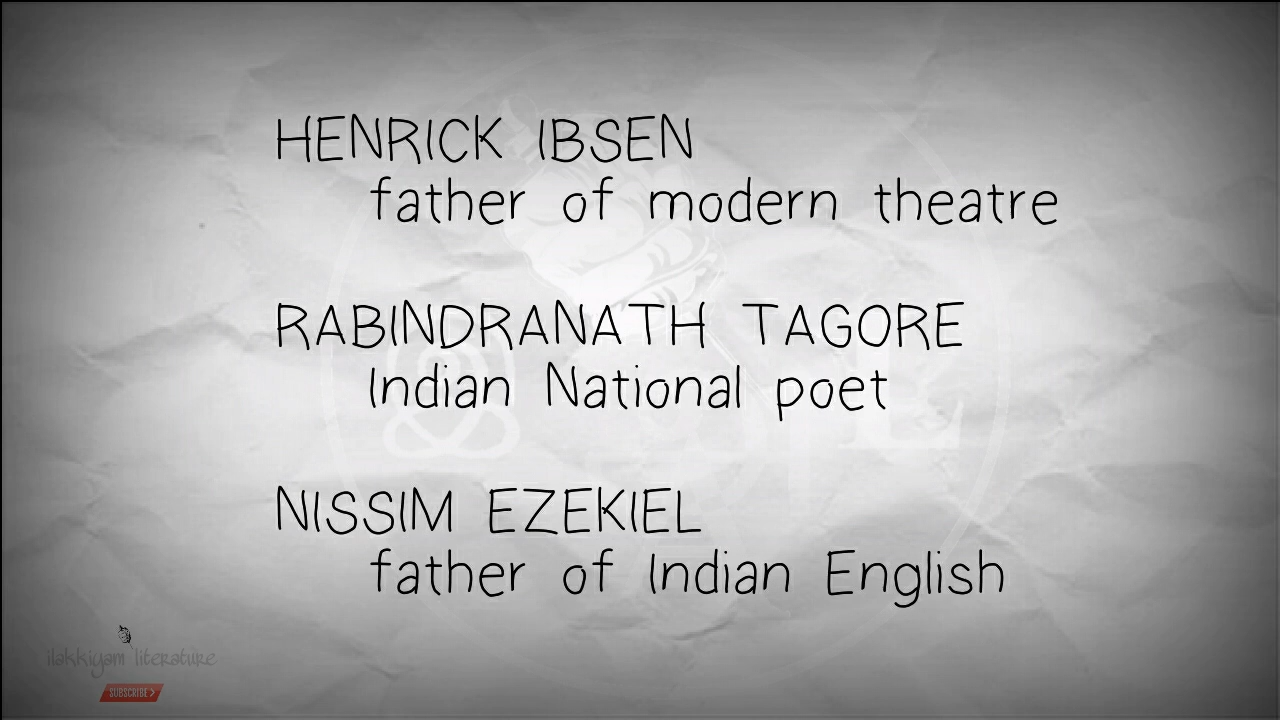 HENRICK IBSEN
father of modern theatre
RABINDRANATH TAGORE
Indian National poet
NISSIM EZEKIEL
father of Indian English
ilakkiyam literature
SUBSCRIBE >